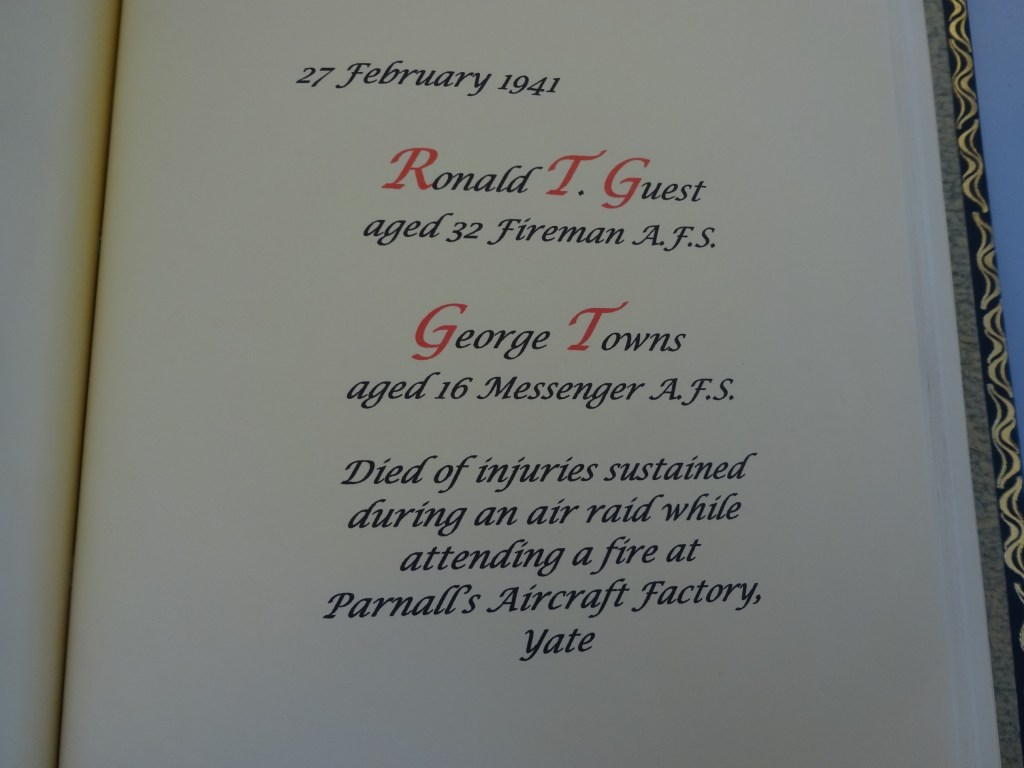 27 February 1941
Ronald T. Guest
aged 32 Fireman A.F.S.
George Towns
aged 16 Messenger A.F.S.
Died of injuries sustained
during an air raid while
attending a fire at
Parnall's Aircraft Factory,
Yate